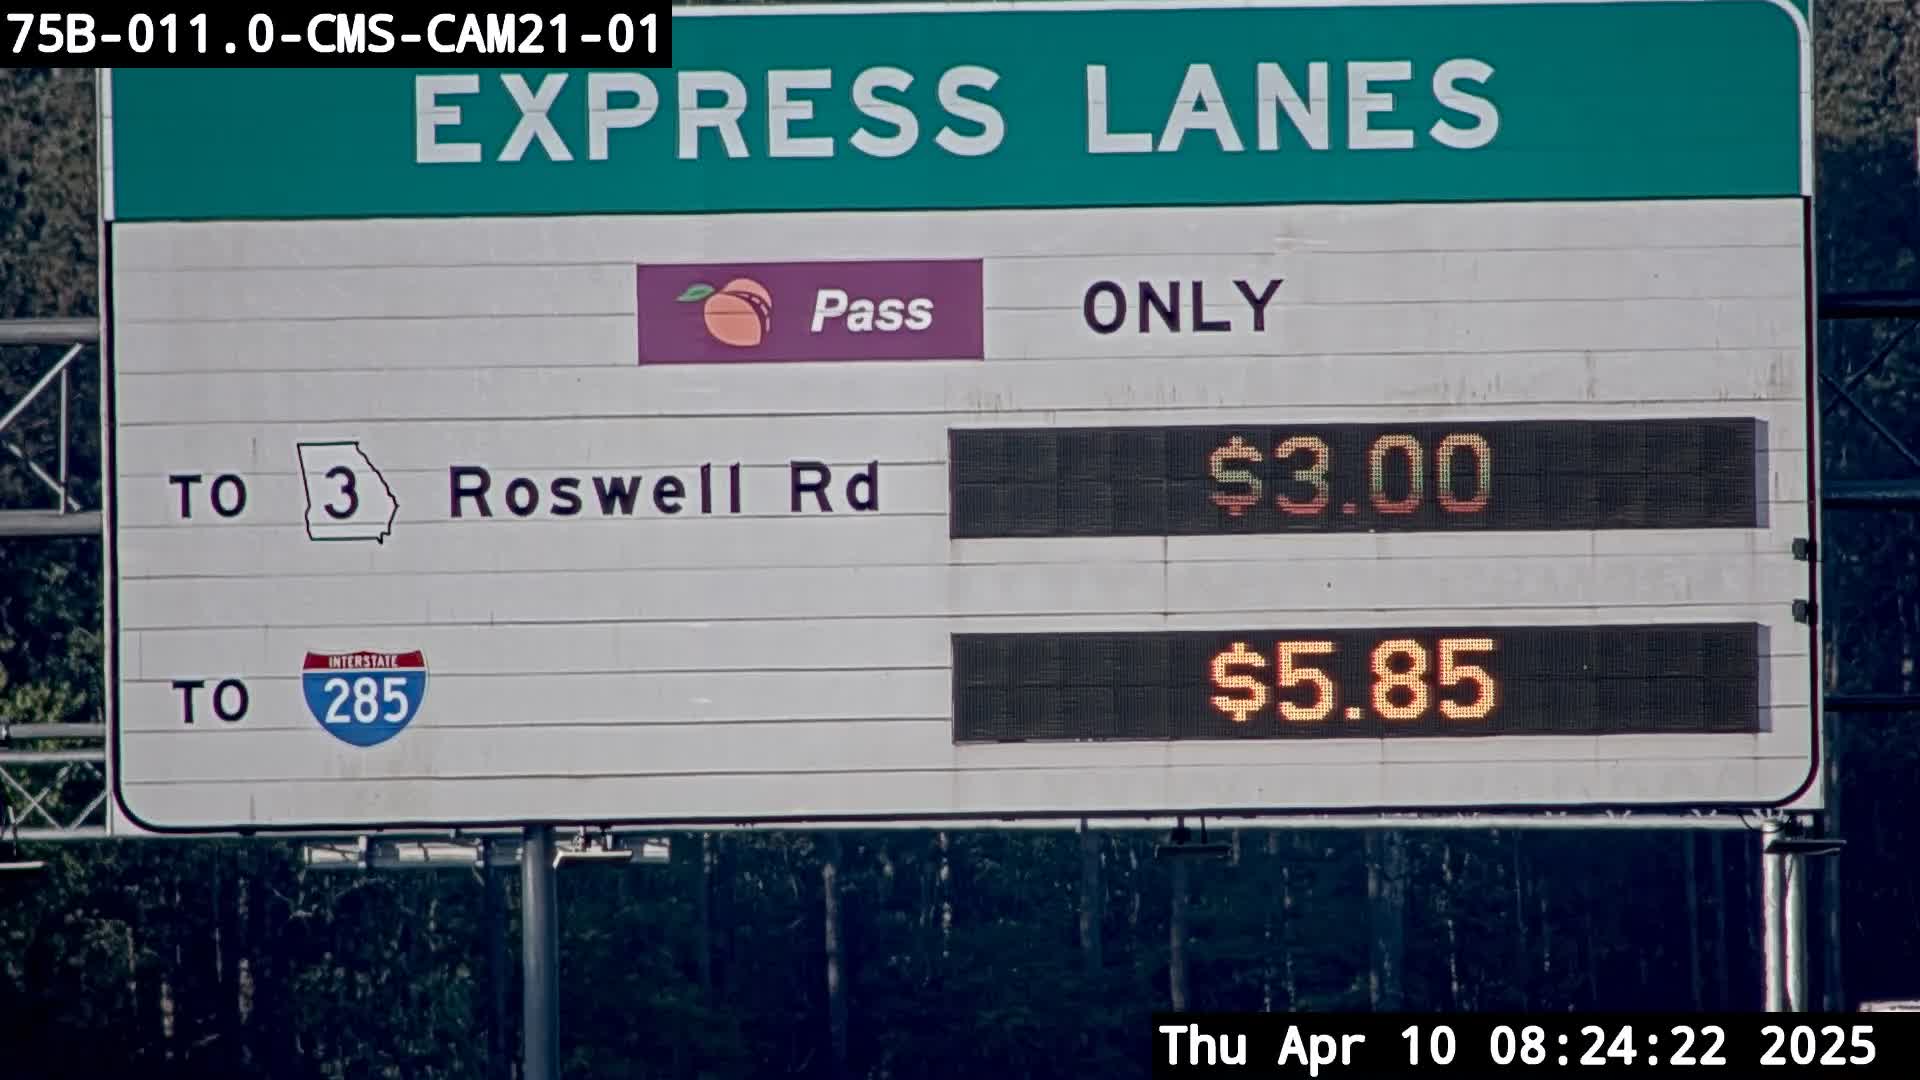 75B-011.0-CMS-CAM21-01
EXPRESS LANES
Pass ONLY
TO 3 Roswell Rd $3.00
TO INTERSTATE 285 $5.85
Thu Apr 10 08:24:22 2025